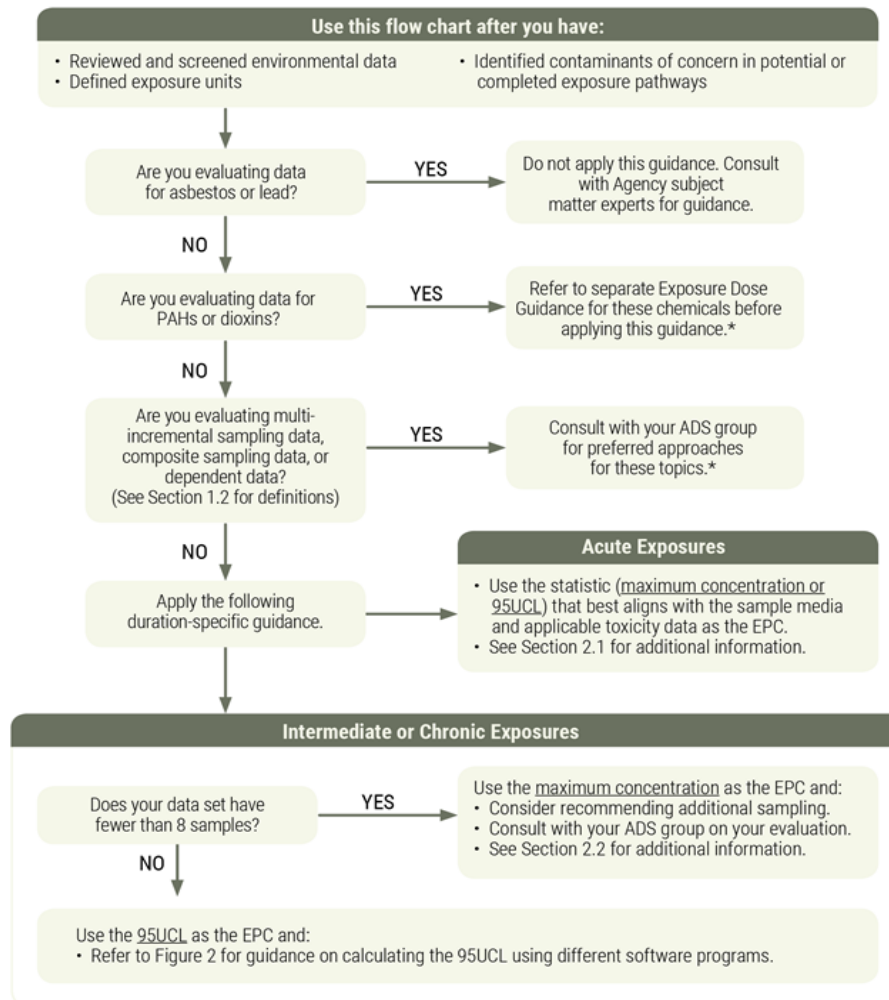 Use this flow chart after you have:
• Reviewed and screened environmental data
• Defined exposure units
• Identified contaminants of concern in potential or
completed exposure pathways
Are you evaluating data
for asbestos or lead?
YES
Do not apply this guidance. Consult
with Agency subject
matter experts for guidance.
NO
Are you evaluating data for
PAHs or dioxins?
YES
Refer to separate Exposure Dose
Guidance for these chemicals before
applying this guidance.*
NO
Are you evaluating multi-
incremental sampling data,
composite sampling data, or
dependent data?
(See Section 1.2 for definitions)
YES
Consult with your ADS group
for preferred approaches
for these topics.*
NO
Apply the following
duration-specific guidance.
Acute Exposures
• Use the statistic (maximum concentration or
95UCL) that best aligns with the sample media
and applicable toxicity data as the EPC.
• See Section 2.1 for additional information.
Intermediate or Chronic Exposures
Does your data set have
fewer than 8 samples?
YES
Use the maximum concentration as the EPC and:
• Consider recommending additional sampling.
• Consult with your ADS group on your evaluation.
• See Section 2.2 for additional information.
NO
Use the 95UCL as the EPC and:
• Refer to Figure 2 for guidance on calculating the 95UCL using different software programs.